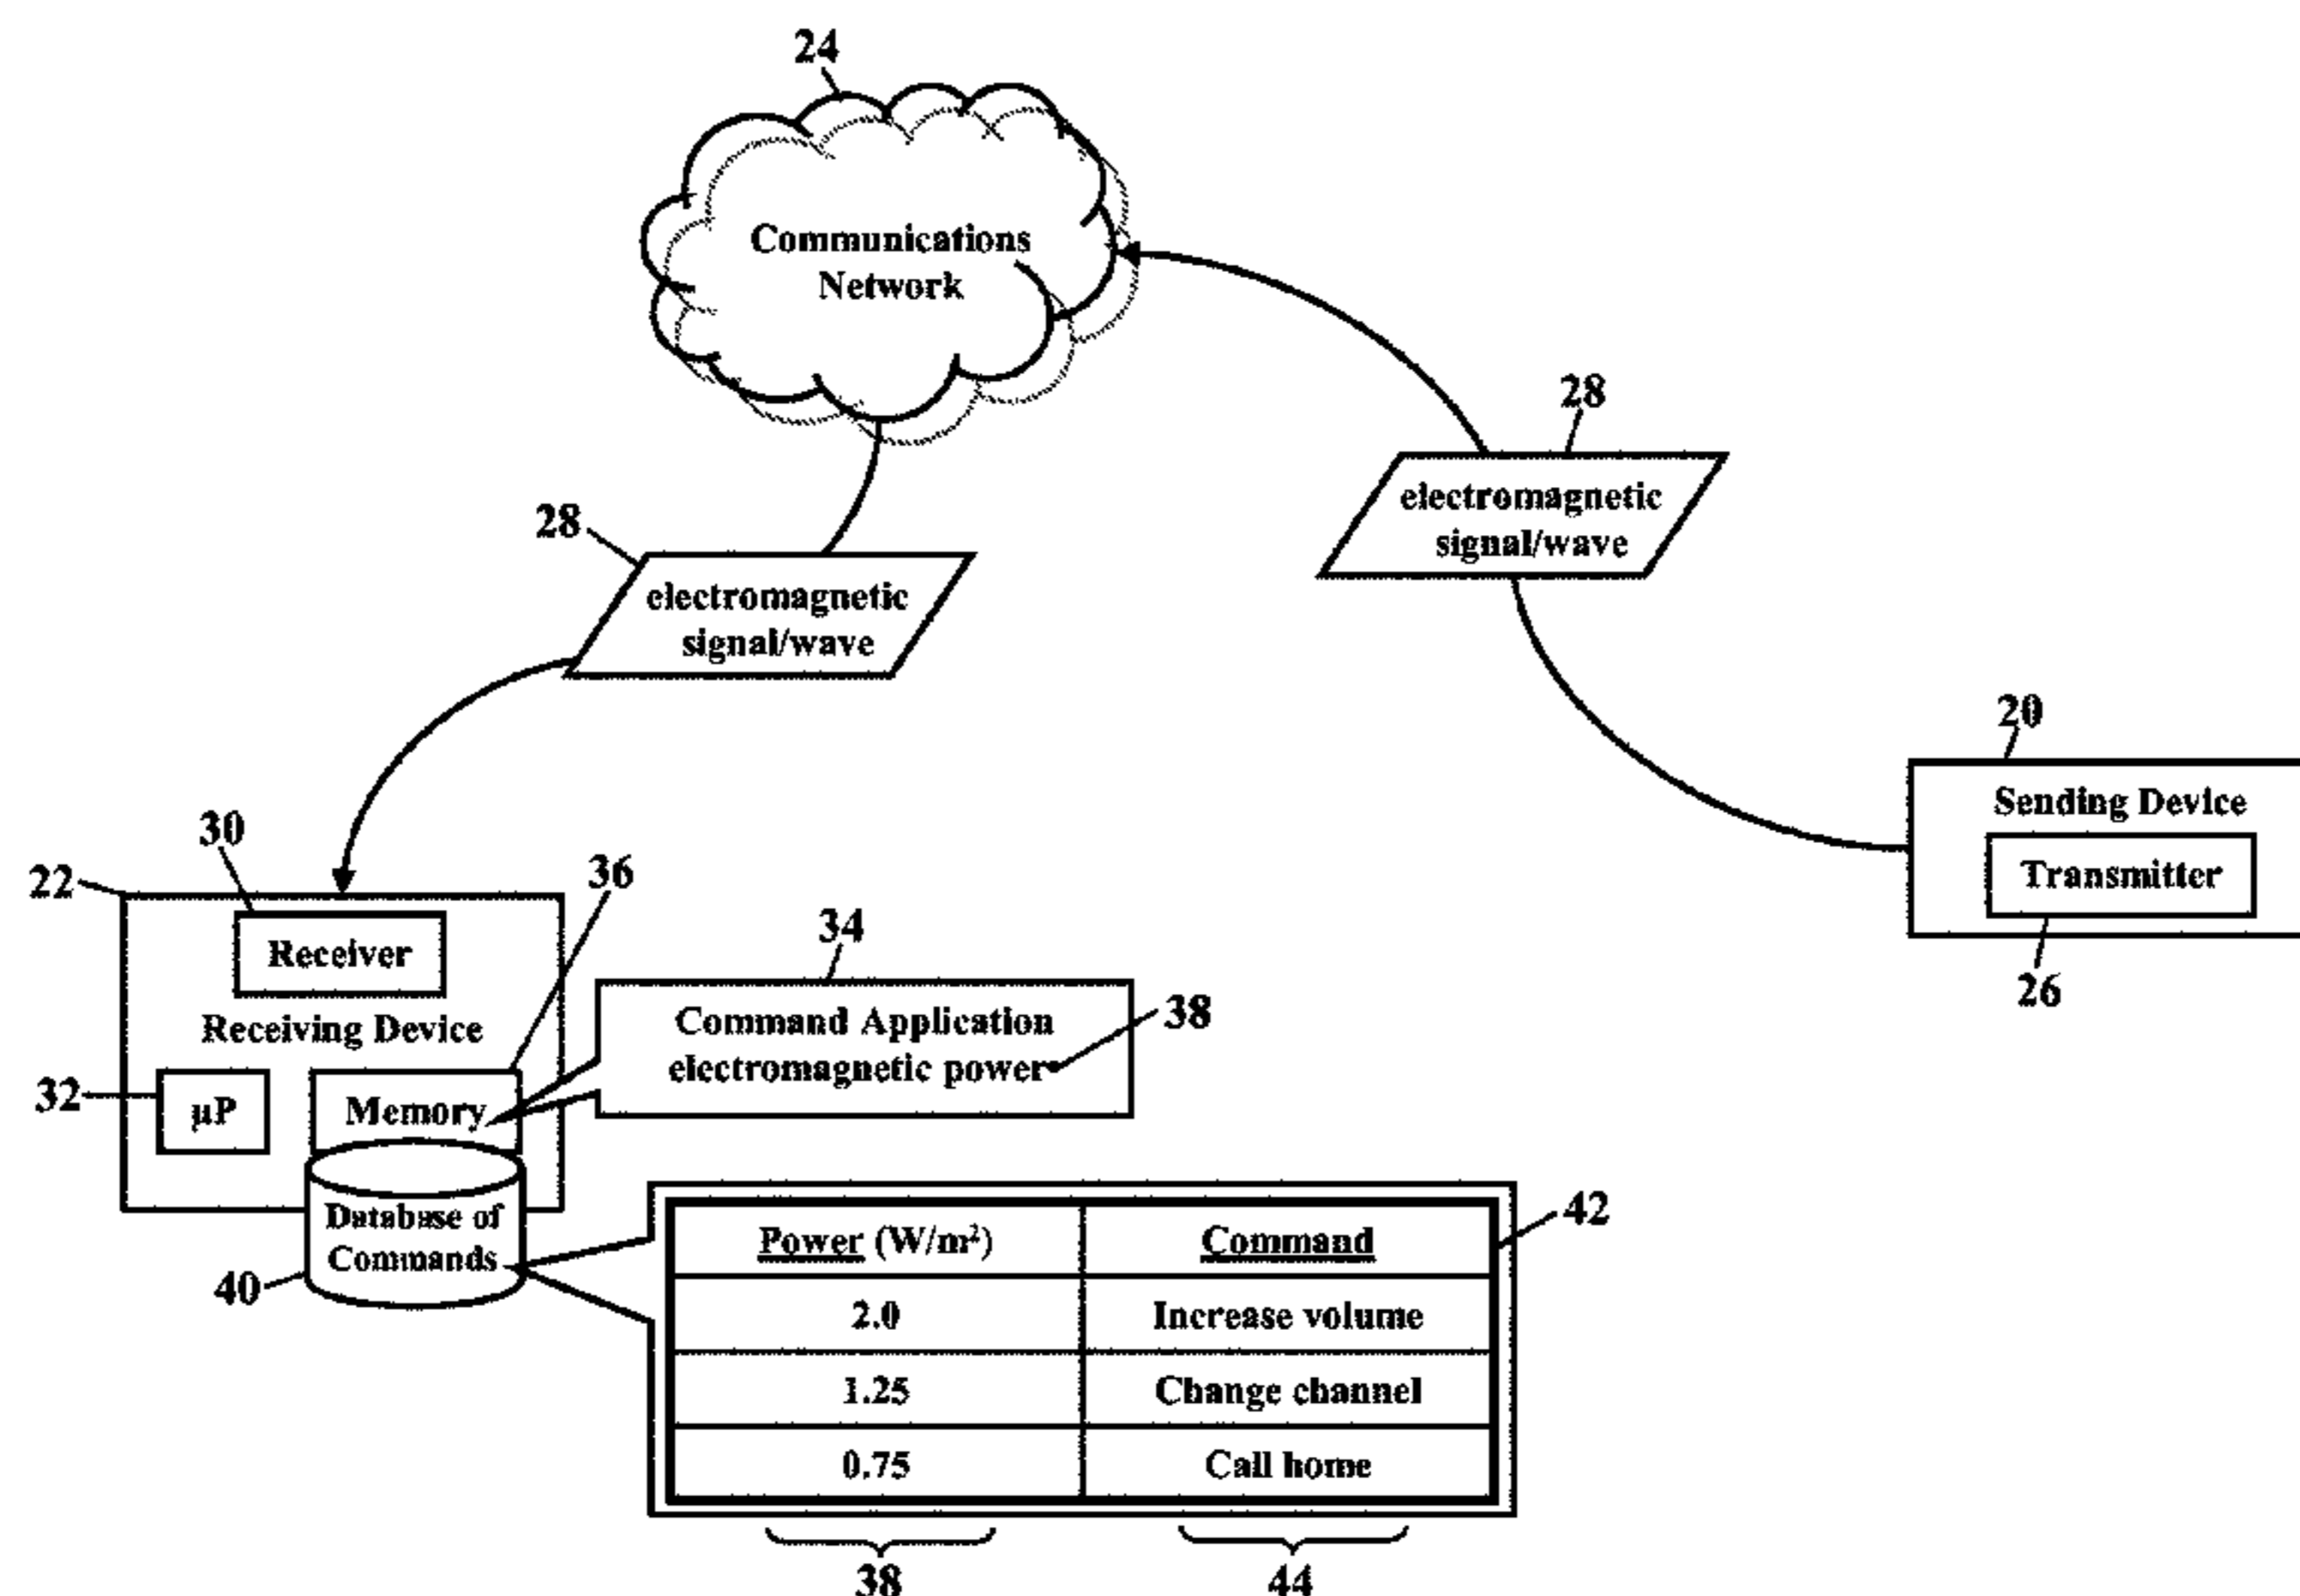 24
Communications
Network
28
electromagnetic
signal/wave
28
electromagnetic
signal/wave
20
Sending Device
Transmitter
26
30
22
Receiver
Receiving Device
36
32
µP
Memory
34
Command Application
electromagnetic power
38
Database of
Commands
40
42
Power (W/m²) Command
2.0 Increase volume
1.25 Change channel
0.75 Call home
38 44